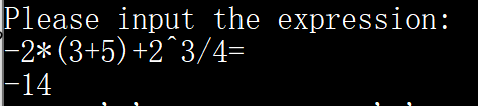 Please input the expression:
-2*(3+5)+2^3/4=
-14